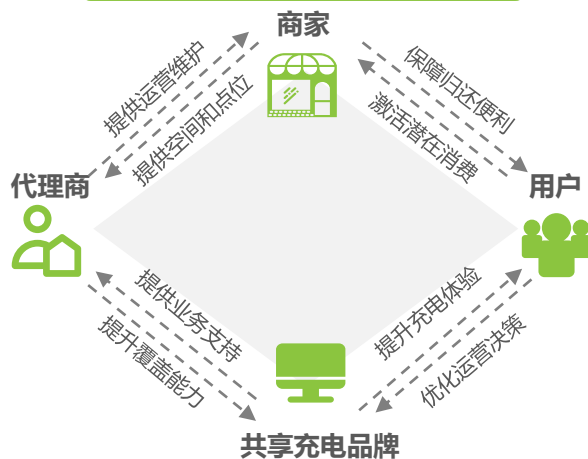 商家
提供运营维护
提供空间和点位
保障归还便利
激活潜在消费
代理商
用户
提供业务支持
提升覆盖能力
提升充电体验
优化运营决策
共享充电品牌